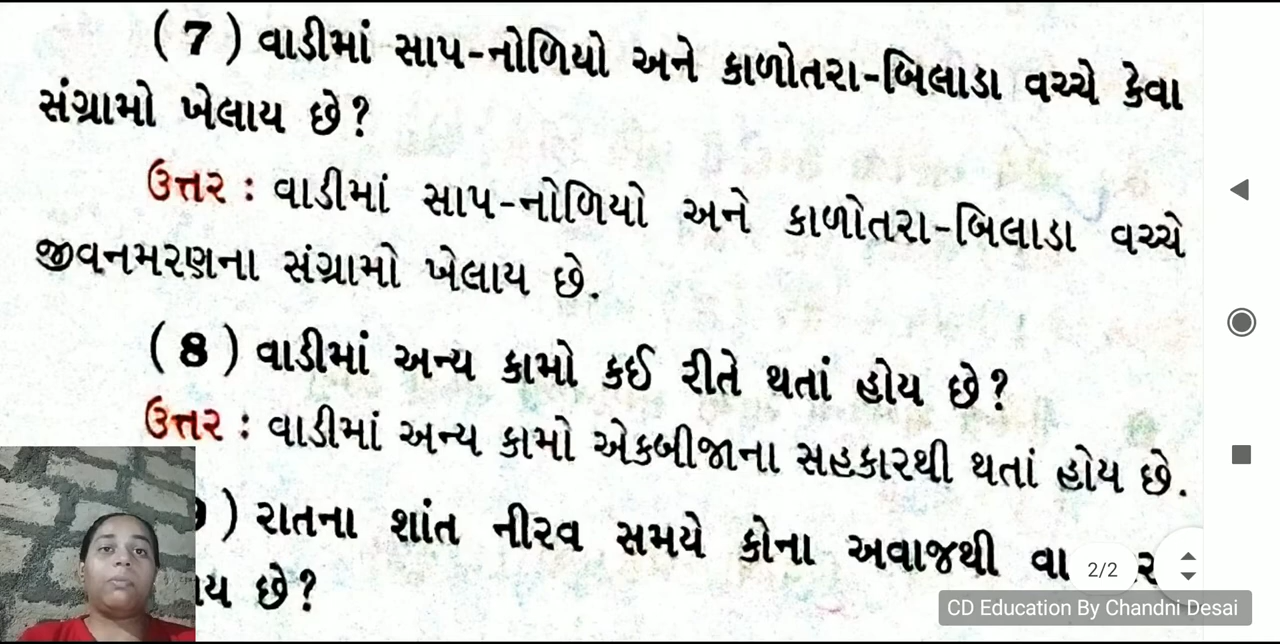 (7) વાડીમાં સાપ-નોળિયો અને કાળોતરા-બિલાડા વચ્ચે કેવા
સંગ્રામો ખેલાય છે?
ઉત્તર : વાડીમાં સાપ-નોળિયો અને કાળોતરા-બિલાડા વચ્ચે
જીવનમરણના સંગ્રામો ખેલાય છે.
(8) વાડીમાં અન્ય કામો કઈ રીતે થતાં હોય છે?
ઉત્તર : વાડીમાં અન્ય કામો એકબીજાના સહકારથી થતાં હોય છે.
) રાતના શાંત નીરવ સમયે કોના અવાજથી
છે?
2/2
CD Education By Chandni Desai